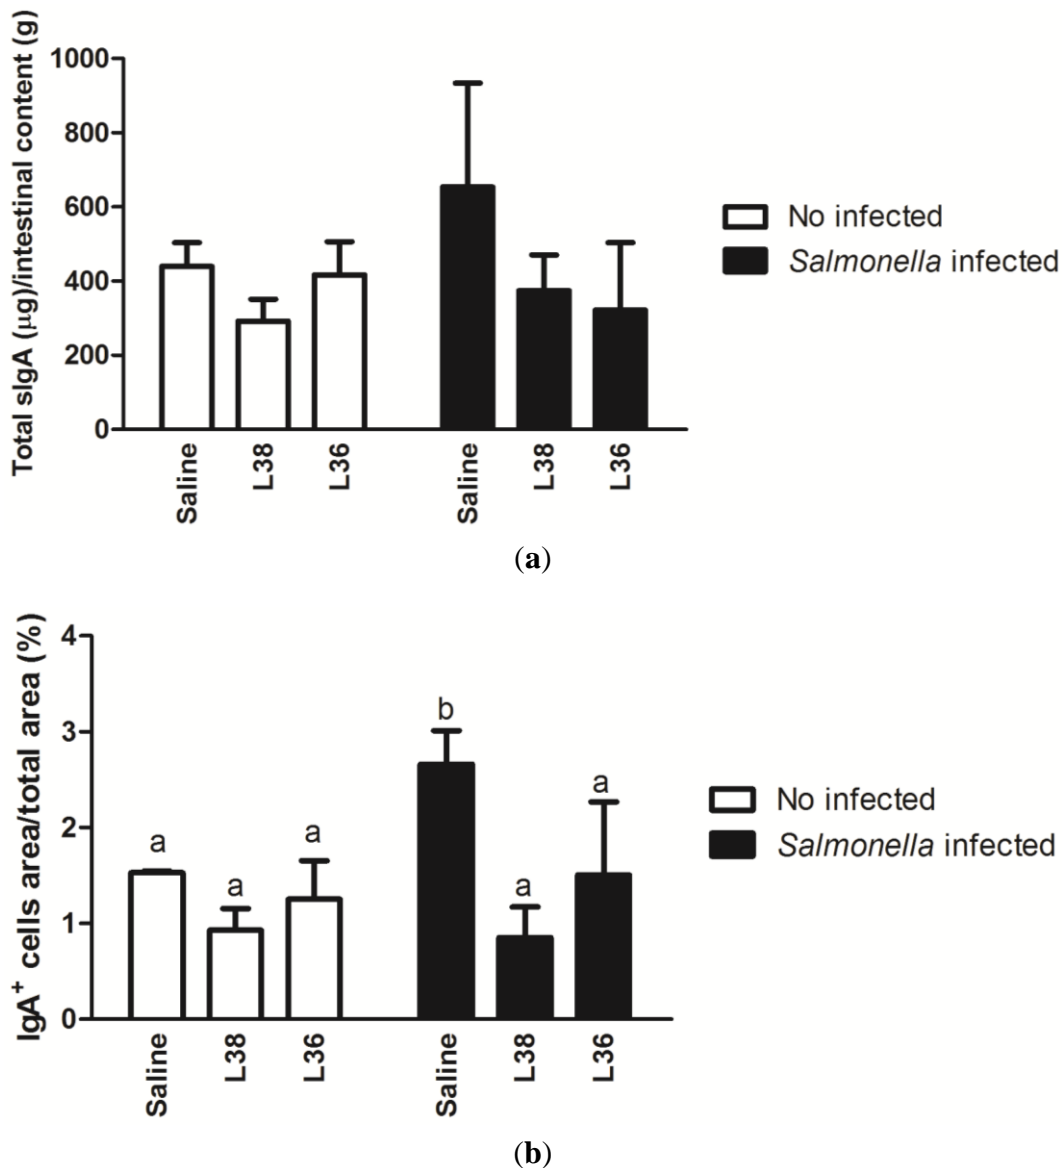 Total sIgA (μg)/intestinal content (g)
1000
800
600
400
200
0
Saline
L38
L36
Saline
L38
L36
No infected
Salmonella infected
(a)
IgA+ cells area/total area (%)
4
3
2
1
0
a
a
a
b
a
a
Saline
L38
L36
Saline
L38
L36
No infected
Salmonella infected
(b)